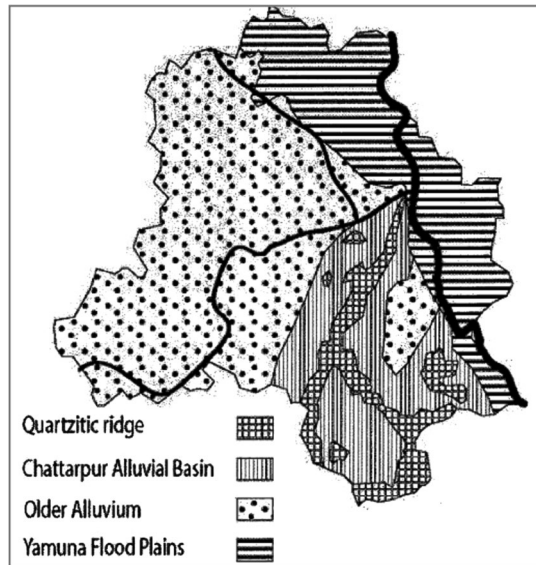 Quartzitic ridge
Chattarpur Alluvial Basin
Older Alluvium
Yamuna Flood Plains